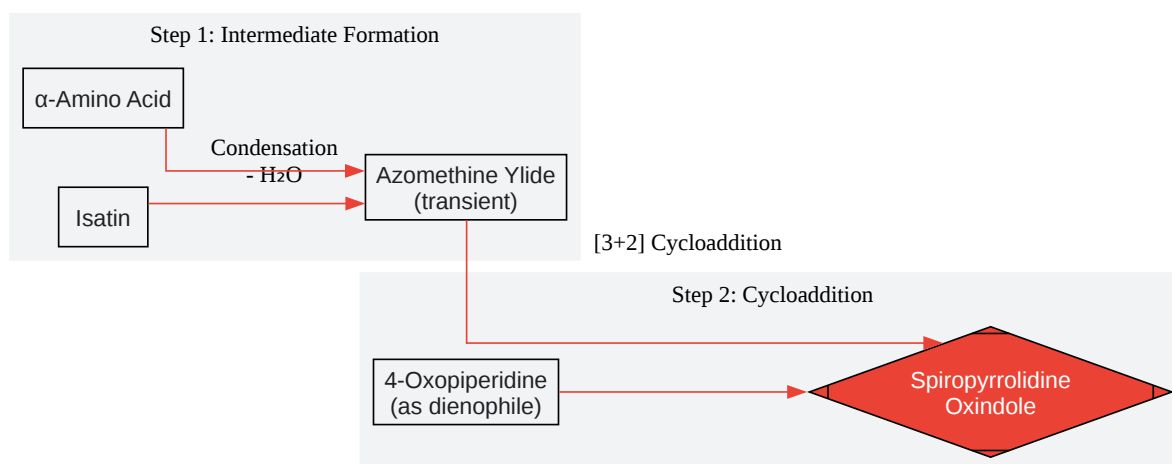 Step 1: Intermediate Formation
α-Amino Acid
Condensation
- H₂O
Isatin
Azomethine Ylide
(transient)
[3+2] Cycloaddition
Step 2: Cycloaddition
4-Oxopiperidine
(as dienophile)
Spiropyrrolidine
Oxindole